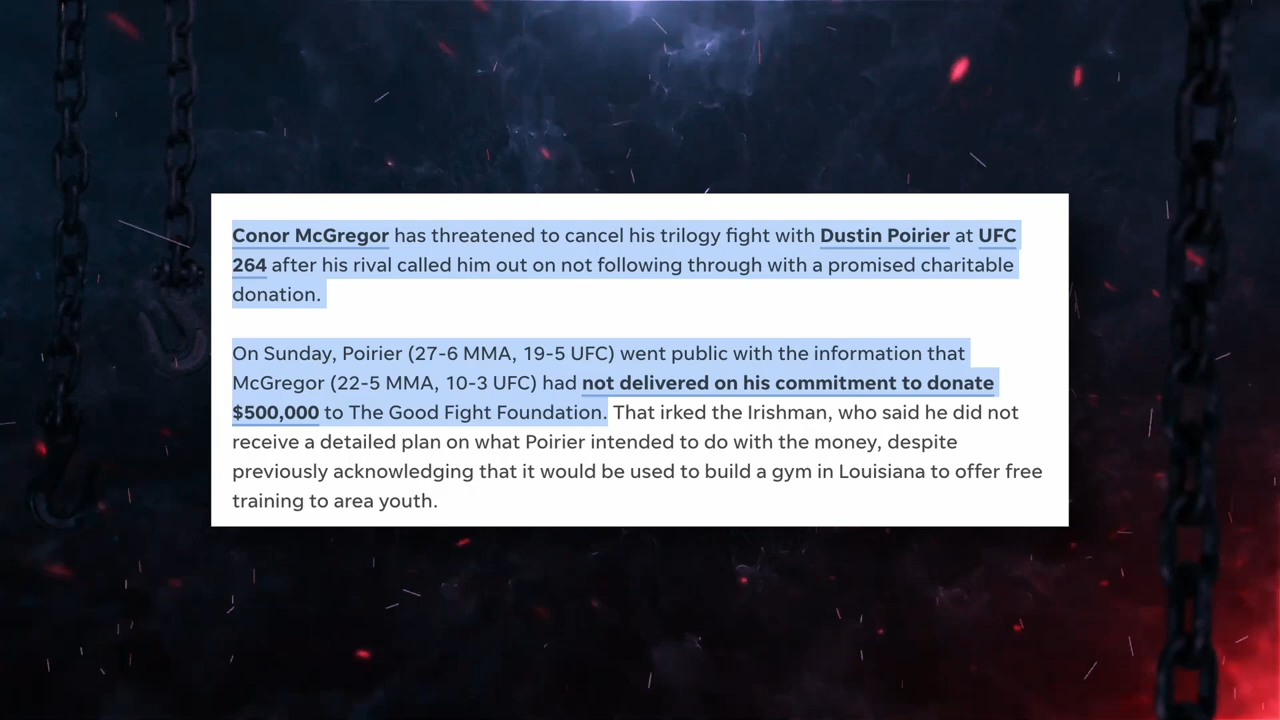 Conor McGregor has threatened to cancel his trilogy fight with Dustin Poirier at UFC
264 after his rival called him out on not following through with a promised charitable
donation.
On Sunday, Poirier (27-6 MMA, 19-5 UFC) went public with the information that
McGregor (22-5 MMA, 10-3 UFC) had not delivered on his commitment to donate
$500,000 to The Good Fight Foundation. That irked the Irishman, who said he did not
receive a detailed plan on what Poirier intended to do with the money, despite
previously acknowledging that it would be used to build a gym in Louisiana to offer free
training to area youth.